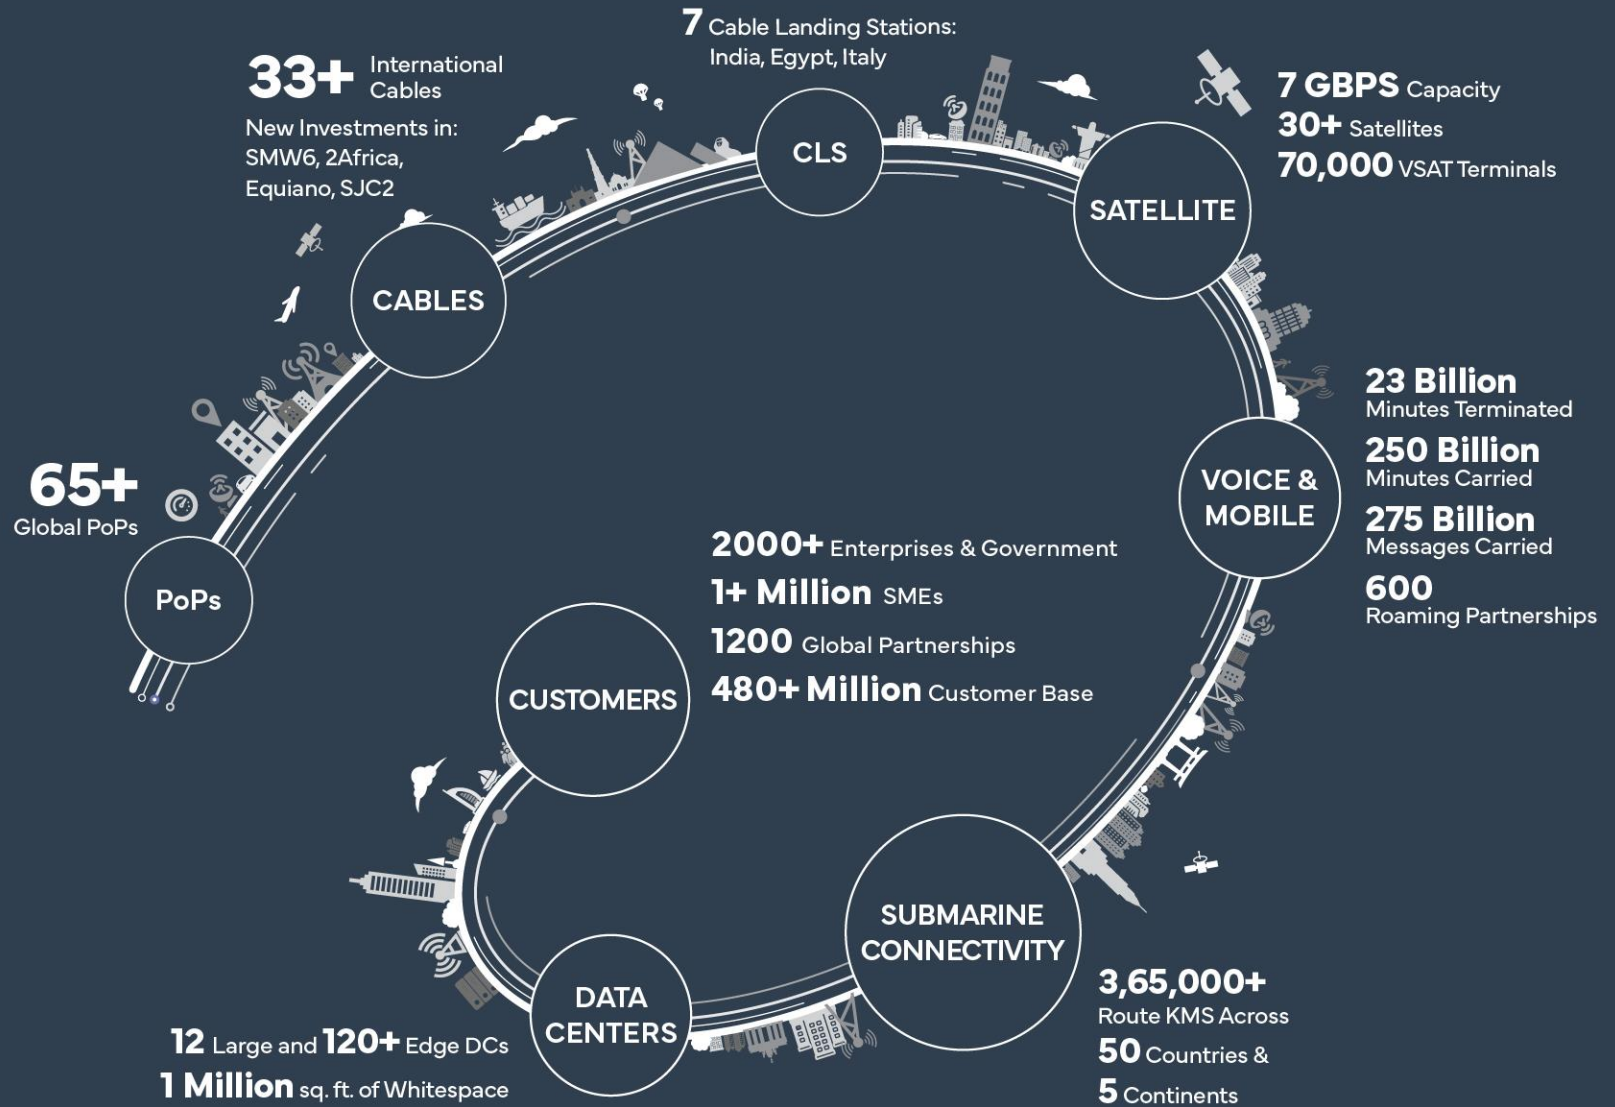 7 Cable Landing Stations:
India, Egypt, Italy
33+ International
Cables
New Investments in:
SMW6, 2Africa,
Equiano, SJC2
CLS
7 GBPS Capacity
30+ Satellites
70,000 VSAT Terminals
SATELLITE
CABLES
23 Billion
Minutes Terminated
250 Billion
Minutes Carried
275 Billion
Messages Carried
600
Roaming Partnerships
VOICE &
MOBILE
65+
Global PoPs
PoPs
2000+ Enterprises & Government
1+ Million SMEs
1200 Global Partnerships
480+ Million Customer Base
CUSTOMERS
SUBMARINE
CONNECTIVITY
3,65,000+
Route KMS Across
50 Countries &
5 Continents
DATA
CENTERS
12 Large and 120+ Edge DCs
1 Million sq. ft. of Whitespace